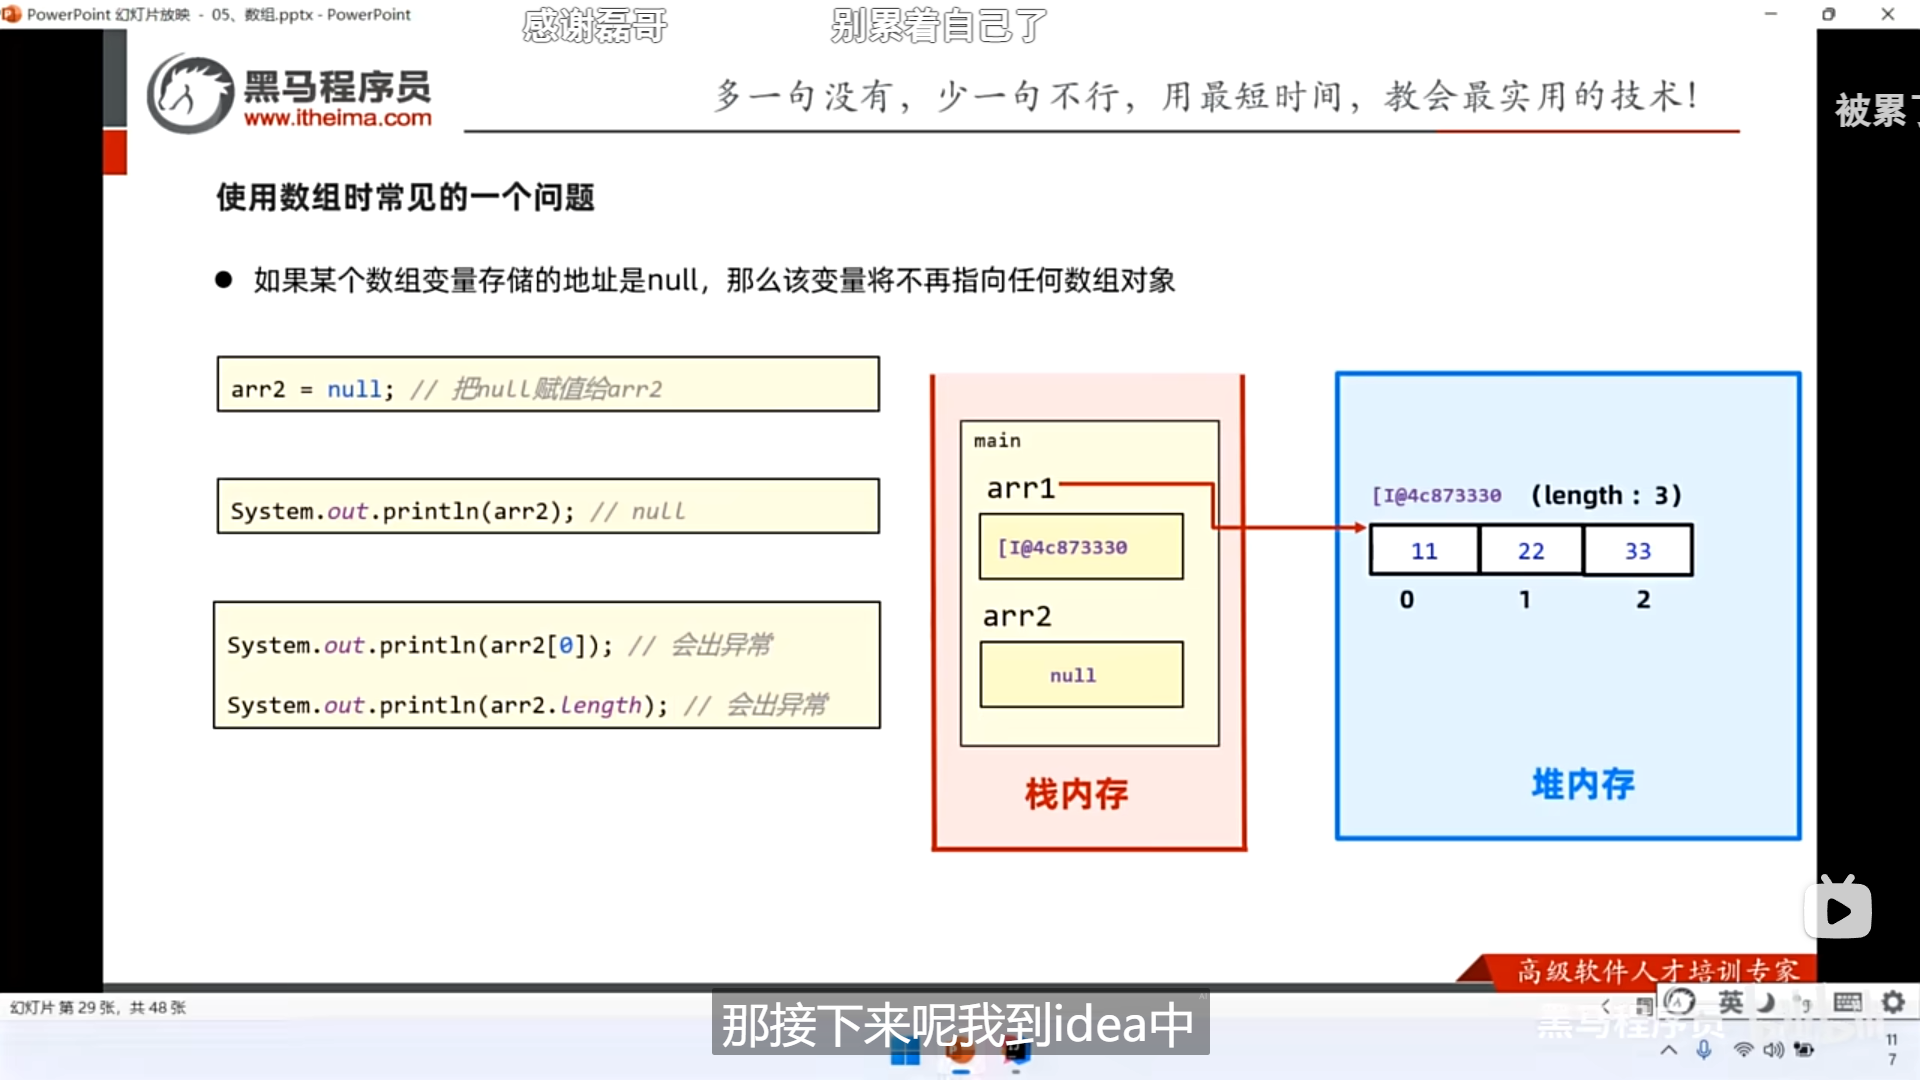 PowerPoint 幻灯片放映 - 05、数组.pptx - PowerPoint
感谢磊哥
别累着自己了
黑马程序员
www.itheima.com
多一句没有，少一句不行，用最短时间，教会最实用的技术！
被累了
使用数组时常见的一个问题
● 如果某个数组变量存储的地址是null，那么该变量将不再指向任何数组对象
arr2 = null; // 把null赋值给arr2
System.out.println(arr2); // null
System.out.println(arr2[0]); // 会出异常
System.out.println(arr2.length); // 会出异常
main
arr1
[I@4c873330
arr2
null
栈内存
[I@4c873330 （length : 3）
11 22 33
0 1 2
堆内存
高级软件人才培训专家
幻灯片 第 29 张，共 48 张
那接下来呢我到idea中
黑马程序员
英
11
7